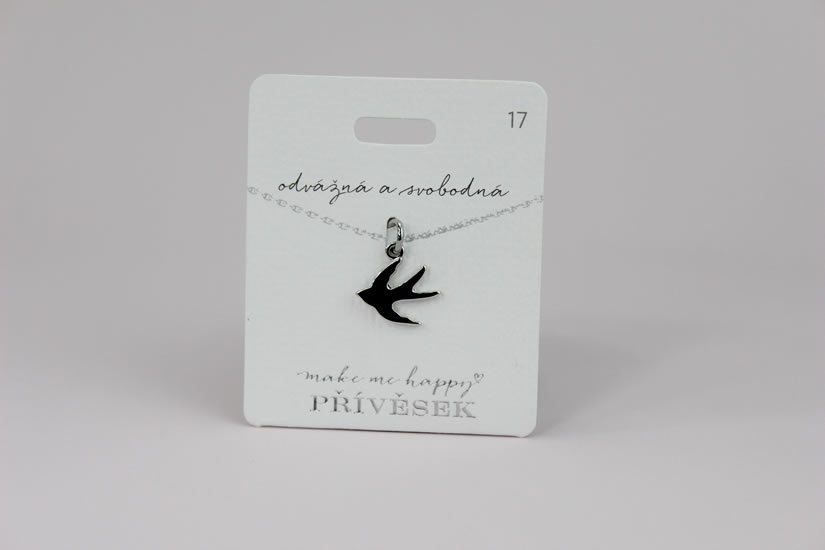 17
odvážná a svobodná
make me happy
PŘÍVĚSEK